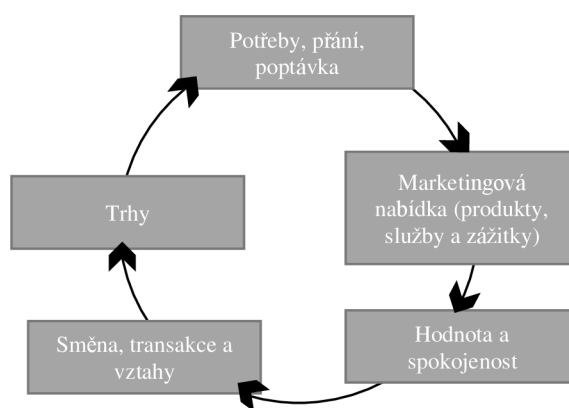 Potřeby, přání,
poptávka
Marketingová
nabídka (produkty,
služby a zážitky)
Hodnota a
spokojenost
Směna, transakce a
vztahy
Trhy